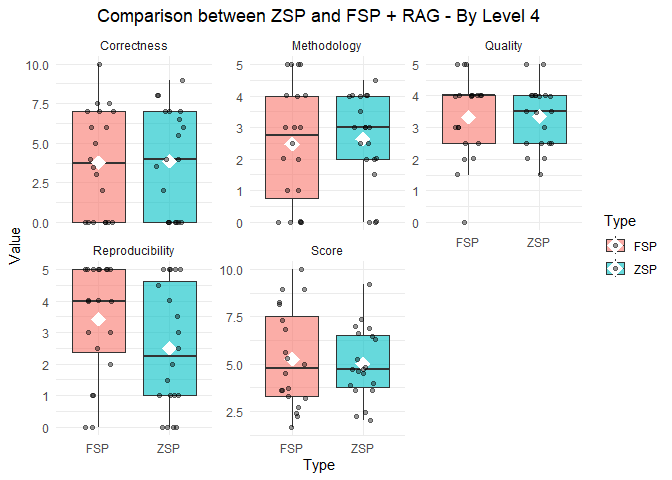 Comparison between ZSP and FSP + RAG - By Level 4
Correctness
Methodology
Quality
10.0
7.5
5.0
2.5
0.0
5
4
3
2
1
0
5
4
3
2
1
0
FSP
ZSP
Value
Reproducibility
Score
5
4
3
2
1
0
10.0
7.5
5.0
2.5
FSP
ZSP
FSP
ZSP
Type
Type
FSP
ZSP